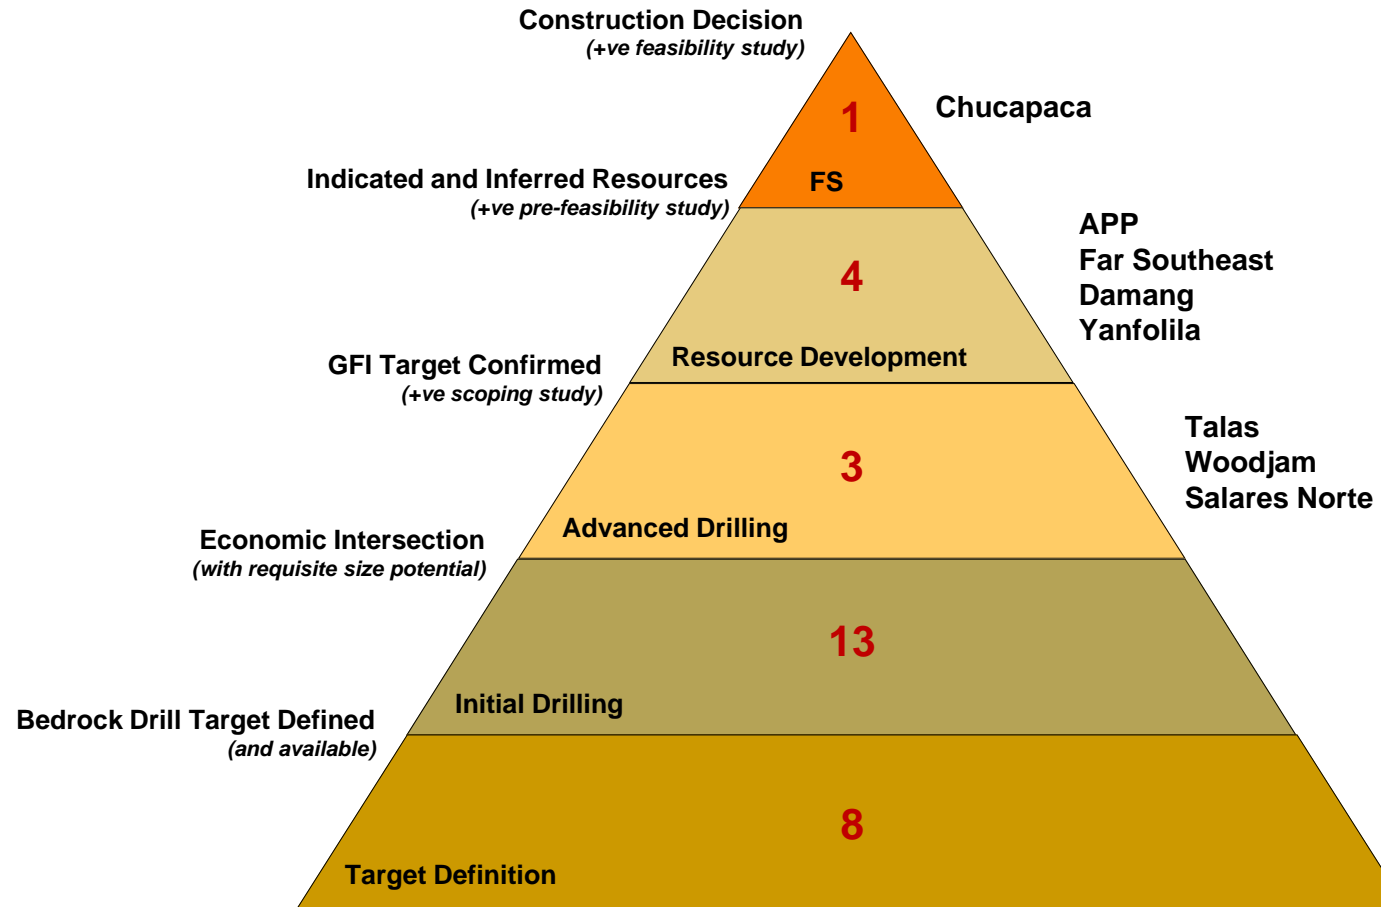 Construction Decision
(+ve feasibility study)
1
Chucapaca
Indicated and Inferred Resources
(+ve pre-feasibility study)
FS
APP
Far Southeast
Damang
Yanfolila
4
GFI Target Confirmed
(+ve scoping study)
Resource Development
Talas
Woodjam
Salares Norte
3
Economic Intersection
(with requisite size potential)
Advanced Drilling
13
Bedrock Drill Target Defined
(and available)
Initial Drilling
8
Target Definition